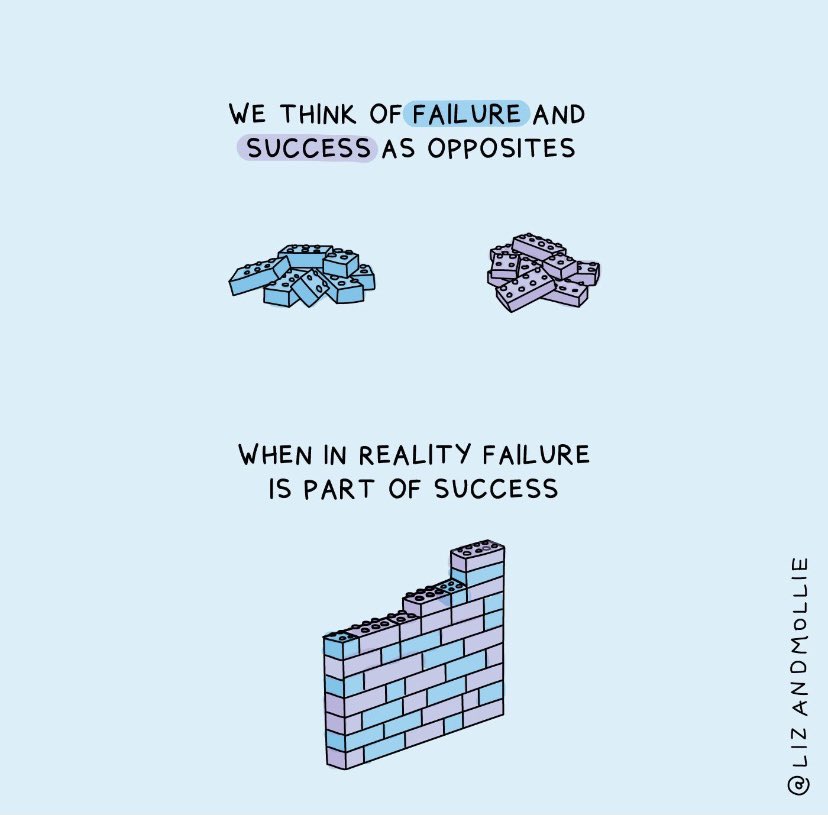 WE THINK OF FAILURE AND
SUCCESS AS OPPOSITES
WHEN IN REALITY FAILURE
IS PART OF SUCCESS
@LIZANDMOLLIE